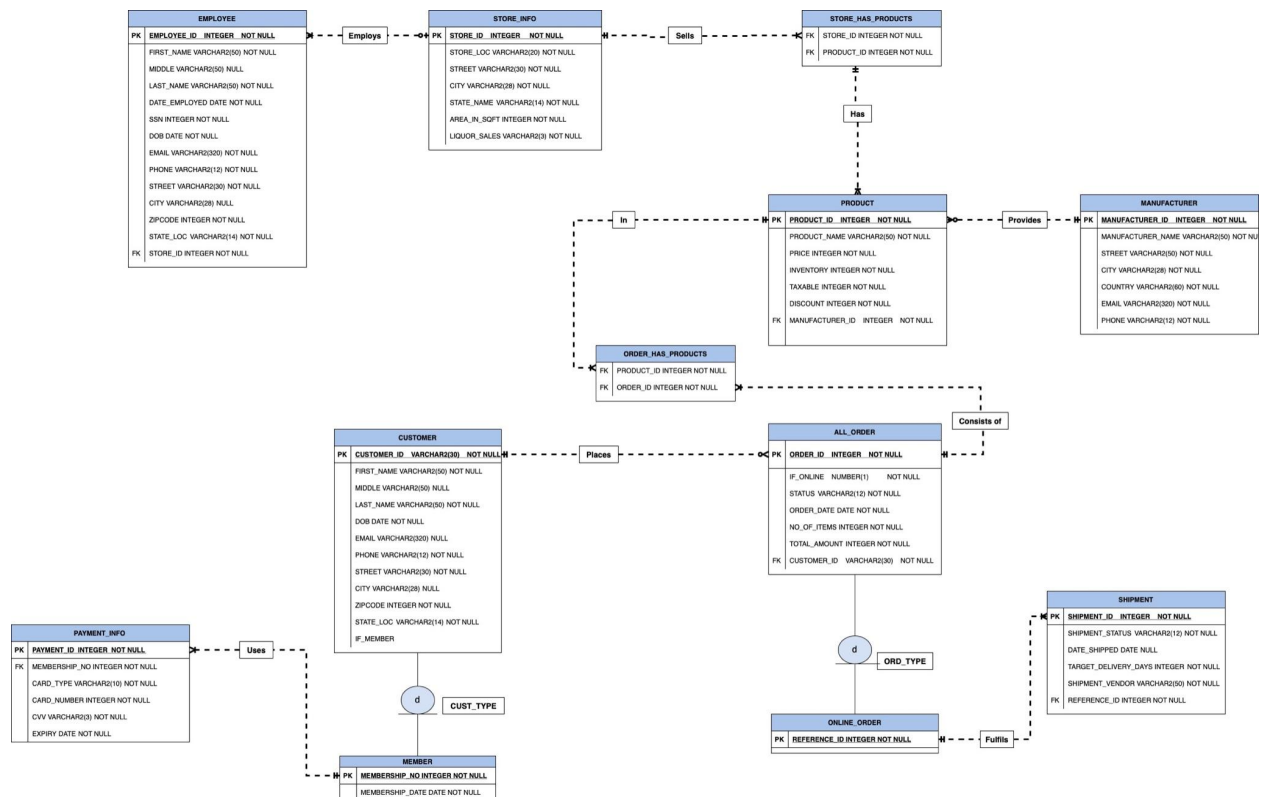 EMPLOYEE
PK EMPLOYEE_ID INTEGER NOT NULL
FIRST_NAME VARCHAR2(50) NOT NULL
MIDDLE VARCHAR2(50) NULL
LAST_NAME VARCHAR2(50) NOT NULL
DATE_EMPLOYED DATE NOT NULL
SSN INTEGER NOT NULL
DOB DATE NOT NULL
EMAIL VARCHAR2(320) NOT NULL
PHONE VARCHAR2(12) NOT NULL
STREET VARCHAR2(30) NOT NULL
CITY VARCHAR2(28) NULL
ZIPCODE INTEGER NOT NULL
STATE_LOC VARCHAR2(14) NOT NULL
FK STORE_ID INTEGER NOT NULL
Employs
STORE_INFO
PK STORE_ID INTEGER NOT NULL
STORE_LOC VARCHAR2(20) NOT NULL
STREET VARCHAR2(30) NOT NULL
CITY VARCHAR2(28) NOT NULL
STATE_NAME VARCHAR2(14) NOT NULL
AREA_IN_SQFT INTEGER NOT NULL
LIQUOR_SALES VARCHAR2(3) NOT NULL
Sells
STORE_HAS_PRODUCTS
FK STORE_ID INTEGER NOT NULL
FK PRODUCT_ID INTEGER NOT NULL
Has
In
PRODUCT
PK PRODUCT_ID INTEGER NOT NULL
PRODUCT_NAME VARCHAR2(50) NOT NULL
PRICE INTEGER NOT NULL
INVENTORY INTEGER NOT NULL
TAXABLE INTEGER NOT NULL
DISCOUNT INTEGER NOT NULL
FK MANUFACTURER_ID INTEGER NOT NULL
Provides
MANUFACTURER
PK MANUFACTURER_ID INTEGER NOT NULL
MANUFACTURER_NAME VARCHAR2(50) NOT NU
STREET VARCHAR2(50) NOT NULL
CITY VARCHAR2(28) NOT NULL
COUNTRY VARCHAR2(60) NOT NULL
EMAIL VARCHAR2(320) NOT NULL
PHONE VARCHAR2(12) NOT NULL
ORDER_HAS_PRODUCTS
FK PRODUCT_ID INTEGER NOT NULL
FK ORDER_ID INTEGER NOT NULL
Consists of
CUSTOMER
PK CUSTOMER_ID VARCHAR2(30) NOT NULL
FIRST_NAME VARCHAR2(50) NOT NULL
MIDDLE VARCHAR2(50) NULL
LAST_NAME VARCHAR2(50) NOT NULL
DOB DATE NOT NULL
EMAIL VARCHAR2(320) NULL
PHONE VARCHAR2(12) NOT NULL
STREET VARCHAR2(30) NOT NULL
CITY VARCHAR2(28) NULL
ZIPCODE INTEGER NOT NULL
STATE_LOC VARCHAR2(14) NOT NULL
IF_MEMBER
Places
ALL_ORDER
PK ORDER_ID INTEGER NOT NULL
IF_ONLINE NUMBER(1) NOT NULL
STATUS VARCHAR2(12) NOT NULL
ORDER_DATE DATE NOT NULL
NO_OF_ITEMS INTEGER NOT NULL
TOTAL_AMOUNT INTEGER NOT NULL
FK CUSTOMER_ID VARCHAR2(30) NOT NULL
SHIPMENT
PK SHIPMENT_ID INTEGER NOT NULL
SHIPMENT_STATUS VARCHAR2(12) NOT NULL
DATE_SHIPPED DATE NULL
TARGET_DELIVERY_DAYS INTEGER NOT NULL
SHIPMENT_VENDOR VARCHAR2(50) NOT NULL
FK REFERENCE_ID INTEGER NOT NULL
PAYMENT_INFO
PK PAYMENT_ID INTEGER NOT NULL
FK MEMBERSHIP_NO INTEGER NOT NULL
CARD_TYPE VARCHAR2(10) NOT NULL
CARD_NUMBER INTEGER NOT NULL
CVV VARCHAR2(3) NOT NULL
EXPIRY DATE NOT NULL
Uses
d
CUST_TYPE
d
ORD_TYPE
ONLINE_ORDER
PK REFERENCE_ID INTEGER NOT NULL
Fulfils
MEMBER
PK MEMBERSHIP_NO INTEGER NOT NULL
MEMBERSHIP_DATE DATE NOT NULL